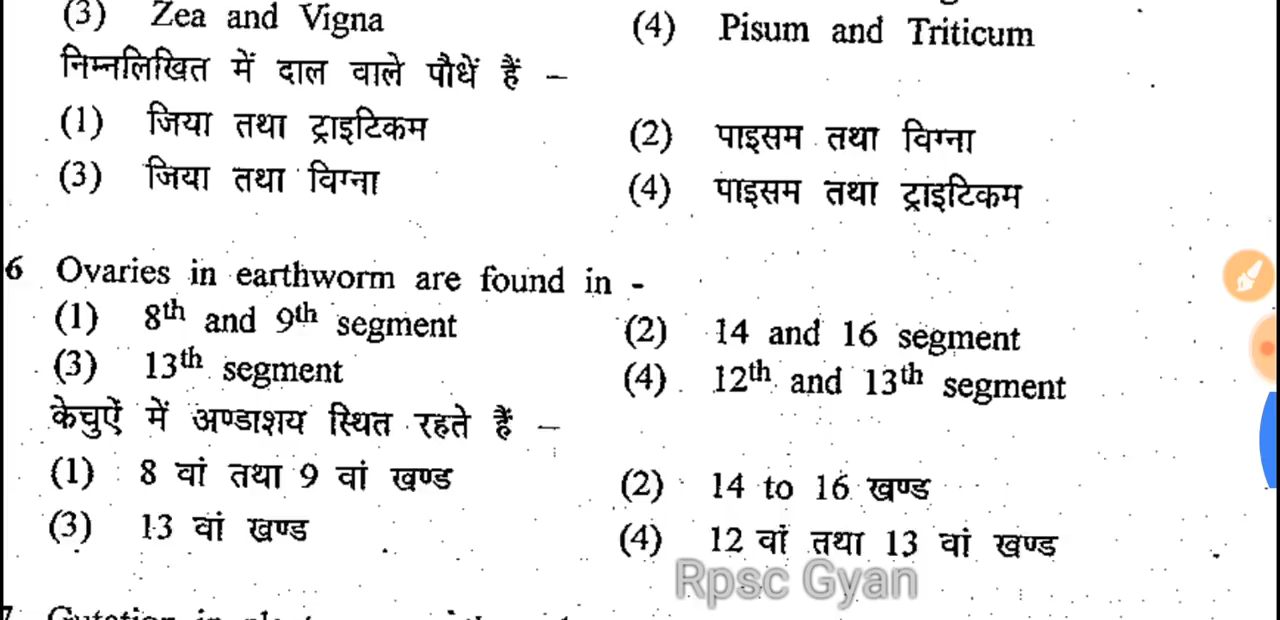 (3) Zea and Vigna (4) Pisum and Triticum
निम्नलिखित में दाल वाले पौधें हैं –
(1) जिया तथा ट्राइटिकम (2) पाइसम तथा विग्ना
(3) जिया तथा विग्ना (4) पाइसम तथा ट्राइटिकम
6 Ovaries in earthworm are found in -
(1) 8th and 9th segment (2) 14 and 16 segment
(3) 13th segment (4) 12th and 13th segment
केचुऐं में अण्डाशय स्थित रहते हैं –
(1) 8 वां तथा 9 वां खण्ड (2) 14 to 16 खण्ड
(3) 13 वां खण्ड (4) 12 वां तथा 13 वां खण्ड
Rpsc Gyan
7 Gutation in